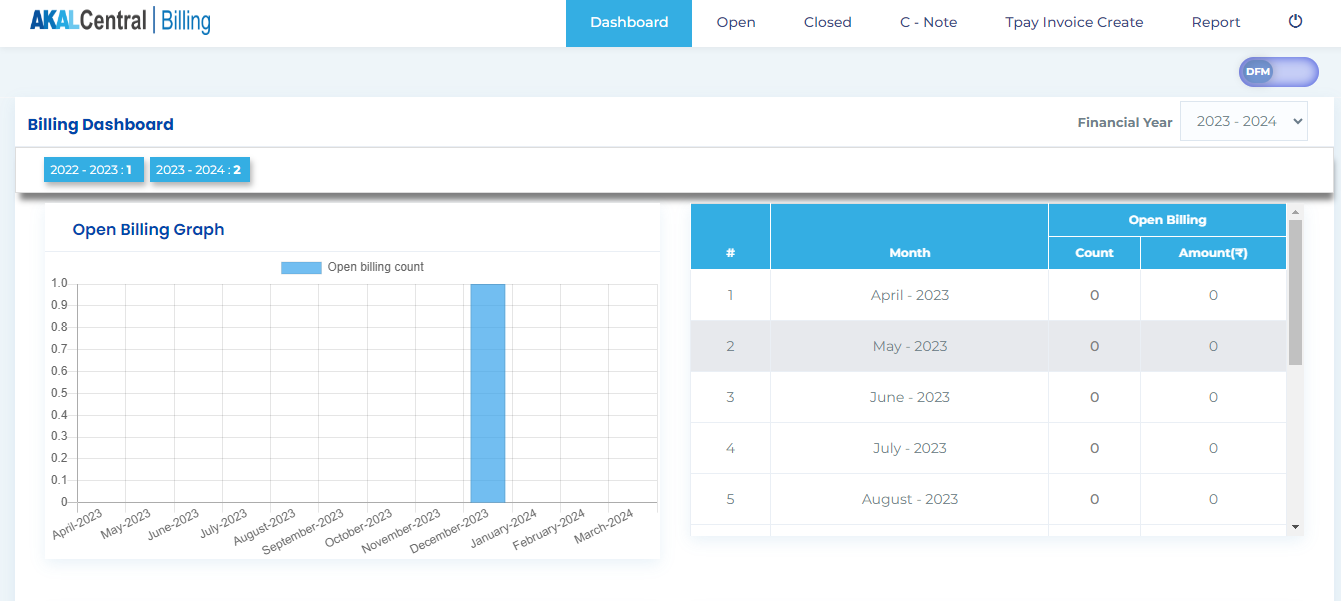 AKALCentral | Billing
Dashboard Open Closed C - Note Tpay Invoice Create Report
DFM
Billing Dashboard
Financial Year 2023 - 2024
2022 - 2023 : 1 2023 - 2024 : 2
Open Billing Graph
Open billing count
1.0
0.9
0.8
0.7
0.6
0.5
0.4
0.3
0.2
0.1
0
April-2023 May-2023 June-2023 July-2023 August-2023 September-2023 October-2023 November-2023 December-2023 January-2024 February-2024 March-2024
Open Billing
# Month Count Amount(₹)
1 April - 2023 0 0
2 May - 2023 0 0
3 June - 2023 0 0
4 July - 2023 0 0
5 August - 2023 0 0